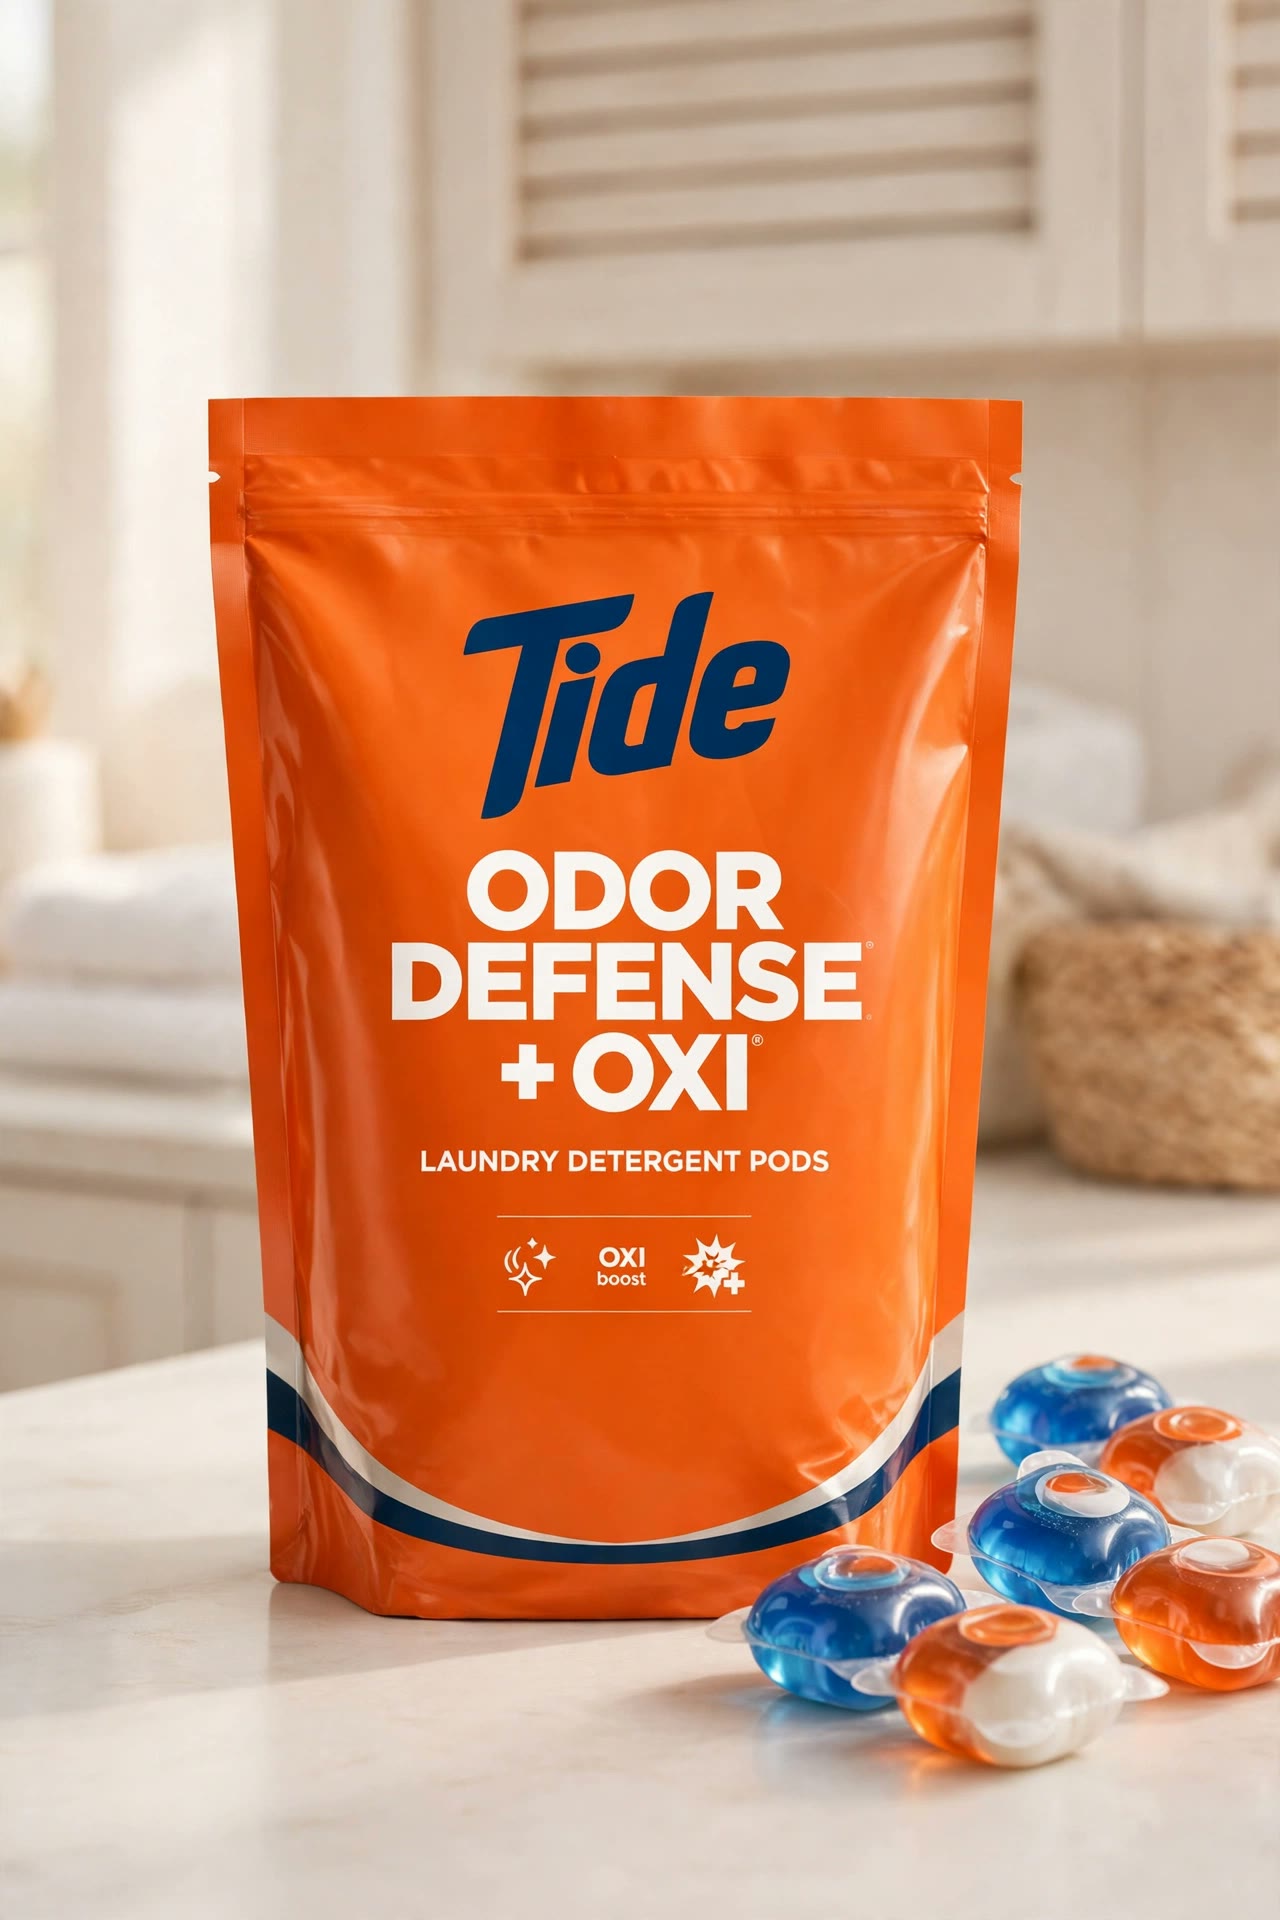 Tide
ODOR
DEFENSE
+ OXI®
LAUNDRY DETERGENT PODS
OXI
boost